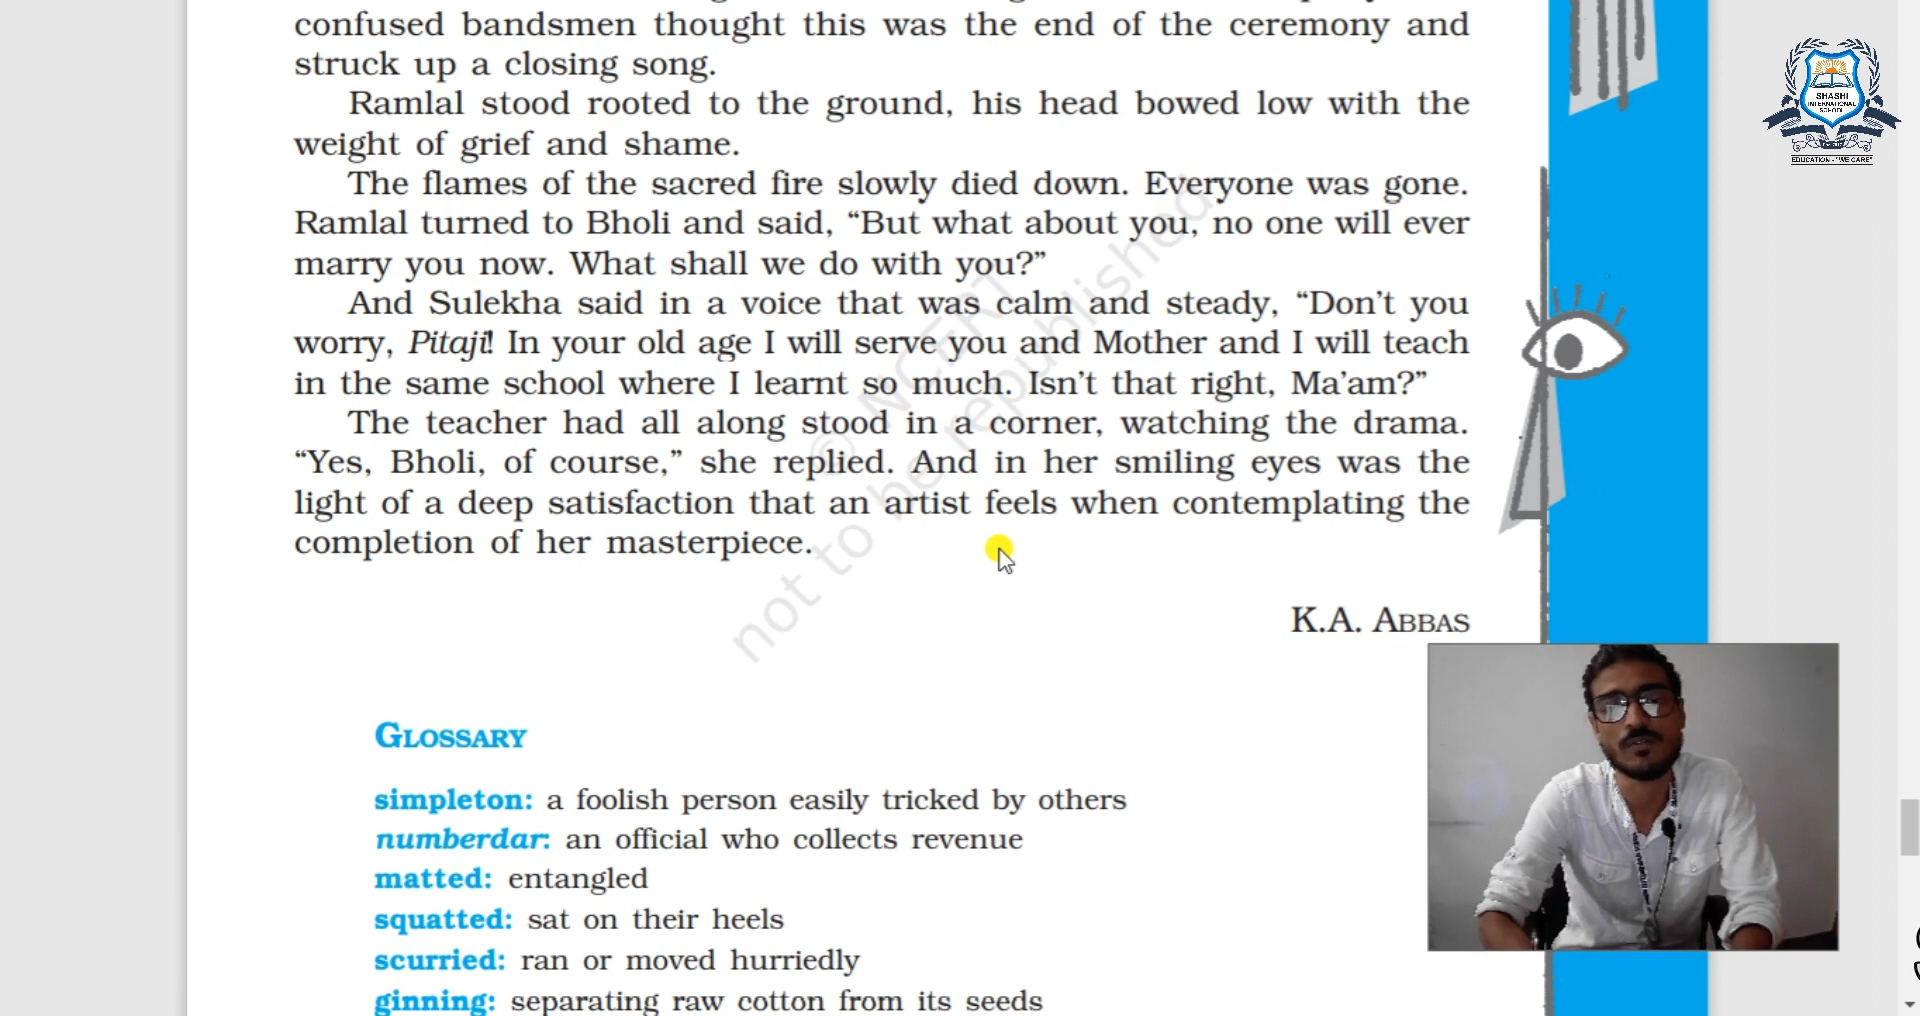 confused bandsmen thought this was the end of the ceremony and
struck up a closing song.
Ramlal stood rooted to the ground, his head bowed low with the
weight of grief and shame.
The flames of the sacred fire slowly died down. Everyone was gone.
Ramlal turned to Bholi and said, “But what about you, no one will ever
marry you now. What shall we do with you?”
And Sulekha said in a voice that was calm and steady, “Don’t you
worry, Pitaji! In your old age I will serve you and Mother and I will teach
in the same school where I learnt so much. Isn’t that right, Ma’am?”
The teacher had all along stood in a corner, watching the drama.
“Yes, Bholi, of course,” she replied. And in her smiling eyes was the
light of a deep satisfaction that an artist feels when contemplating the
completion of her masterpiece.
K.A. ABBAS
© NCERT
not to be republished
GLOSSARY
simpleton: a foolish person easily tricked by others
numberdar: an official who collects revenue
matted: entangled
squatted: sat on their heels
scurried: ran or moved hurriedly
ginning: separating raw cotton from its seeds
SHASHI
INTERNATIONAL
SCHOOL
EDUCATION - "WE CARE"